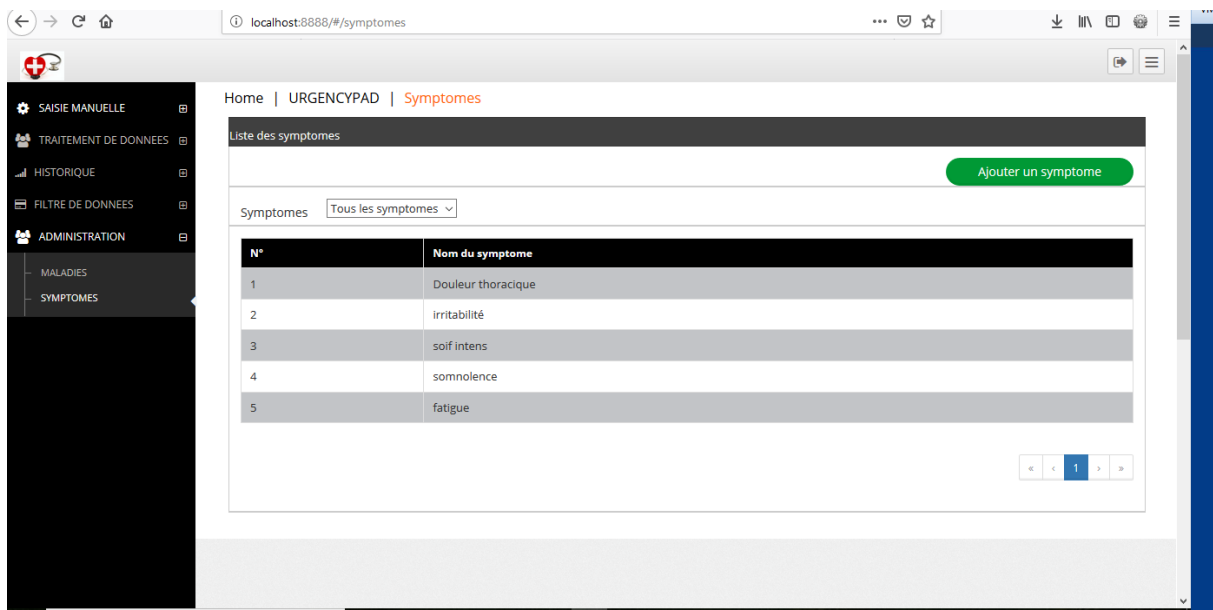 localhost:8888/#/symptomes
Home | URGENCYPAD | Symptomes
SAISIE MANUELLE
TRAITEMENT DE DONNEES
HISTORIQUE
FILTRE DE DONNEES
ADMINISTRATION
MALADIES
SYMPTOMES
Liste des symptomes
Ajouter un symptome
Symptomes Tous les symptomes
N° Nom du symptome
1 Douleur thoracique
2 irritabilité
3 soif intens
4 somnolence
5 fatigue
« ‹ 1 › »